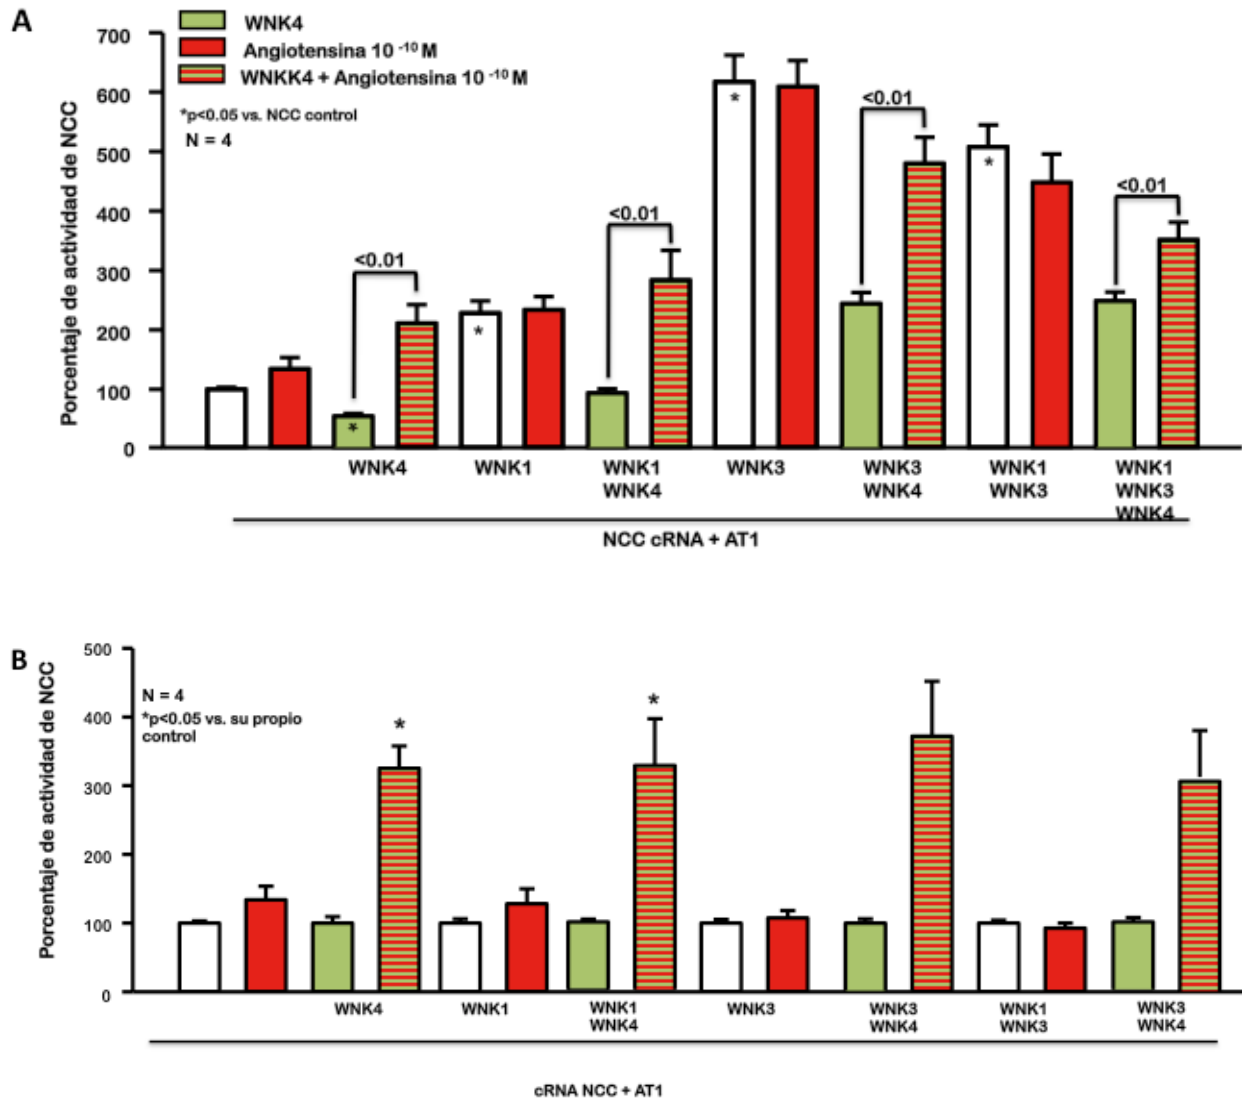 A
WNK4
Angiotensina 10 -10 M
WNKK4 + Angiotensina 10 -10 M
*p<0.05 vs. NCC control
N = 4
Porcentaje de actividad de NCC
700
600
500
400
300
200
100
0
<0.01
<0.01
<0.01
<0.01
*
*
*
*
WNK4
WNK1
WNK1
WNK4
WNK3
WNK3
WNK4
WNK1
WNK3
WNK1
WNK3
WNK4
NCC cRNA + AT1
B
Porcentaje de actividad de NCC
500
400
300
200
100
0
N = 4
*p<0.05 vs. su propio
control
*
*
WNK4
WNK1
WNK1
WNK4
WNK3
WNK3
WNK4
WNK1
WNK3
WNK3
WNK4
cRNA NCC + AT1